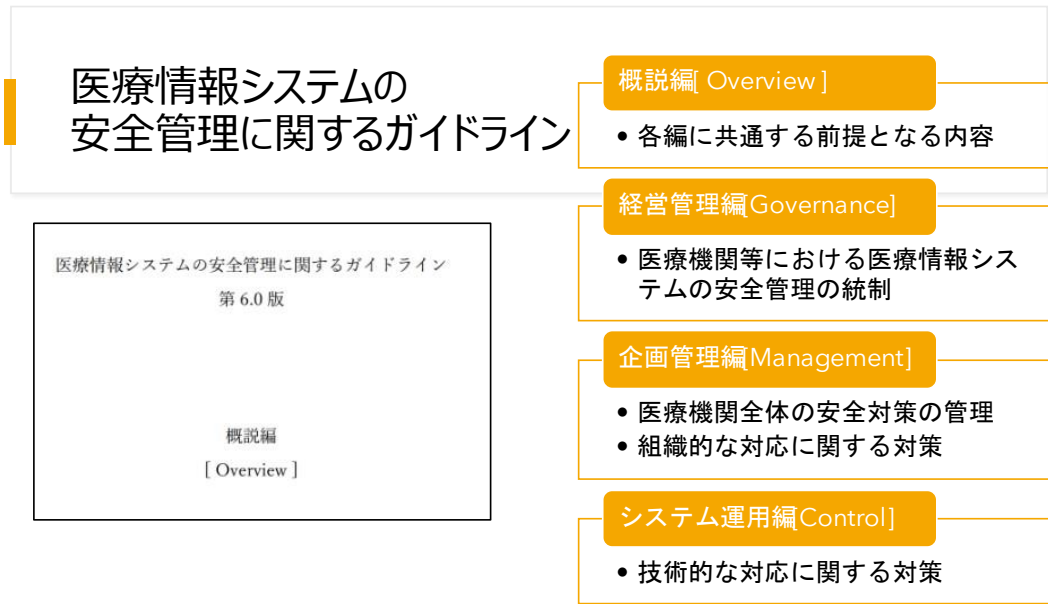 医療情報システムの
安全管理に関するガイドライン
医療情報システムの安全管理に関するガイドライン
第 6.0 版
概説編
[ Overview ]
概説編[ Overview ]
• 各編に共通する前提となる内容
経営管理編[Governance]
• 医療機関等における医療情報シス
テムの安全管理の統制
企画管理編[Management]
• 医療機関全体の安全対策の管理
• 組織的な対応に関する対策
システム運用編[Control]
• 技術的な対応に関する対策